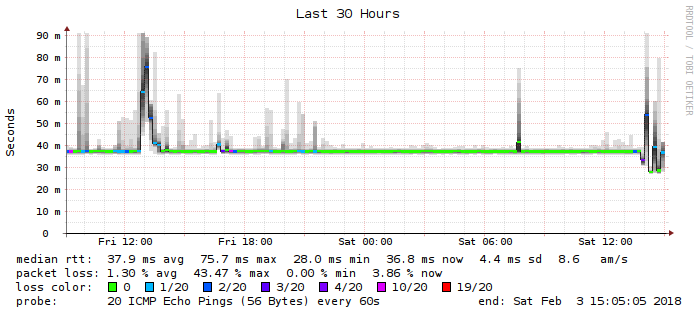 Last 30 Hours
RRDTOOL / TOBI OETIKER
Seconds
90 m
80 m
70 m
60 m
50 m
40 m
30 m
20 m
10 m
0
Fri 12:00 Fri 18:00 Sat 00:00 Sat 06:00 Sat 12:00
median rtt: 37.9 ms avg 75.7 ms max 28.0 ms min 36.8 ms now 4.4 ms sd 8.6 am/s
packet loss: 1.30 % avg 43.47 % max 0.00 % min 3.86 % now
loss color: 0 1/20 2/20 3/20 4/20 10/20 19/20
probe: 20 ICMP Echo Pings (56 Bytes) every 60s end: Sat Feb 3 15:05:05 2018